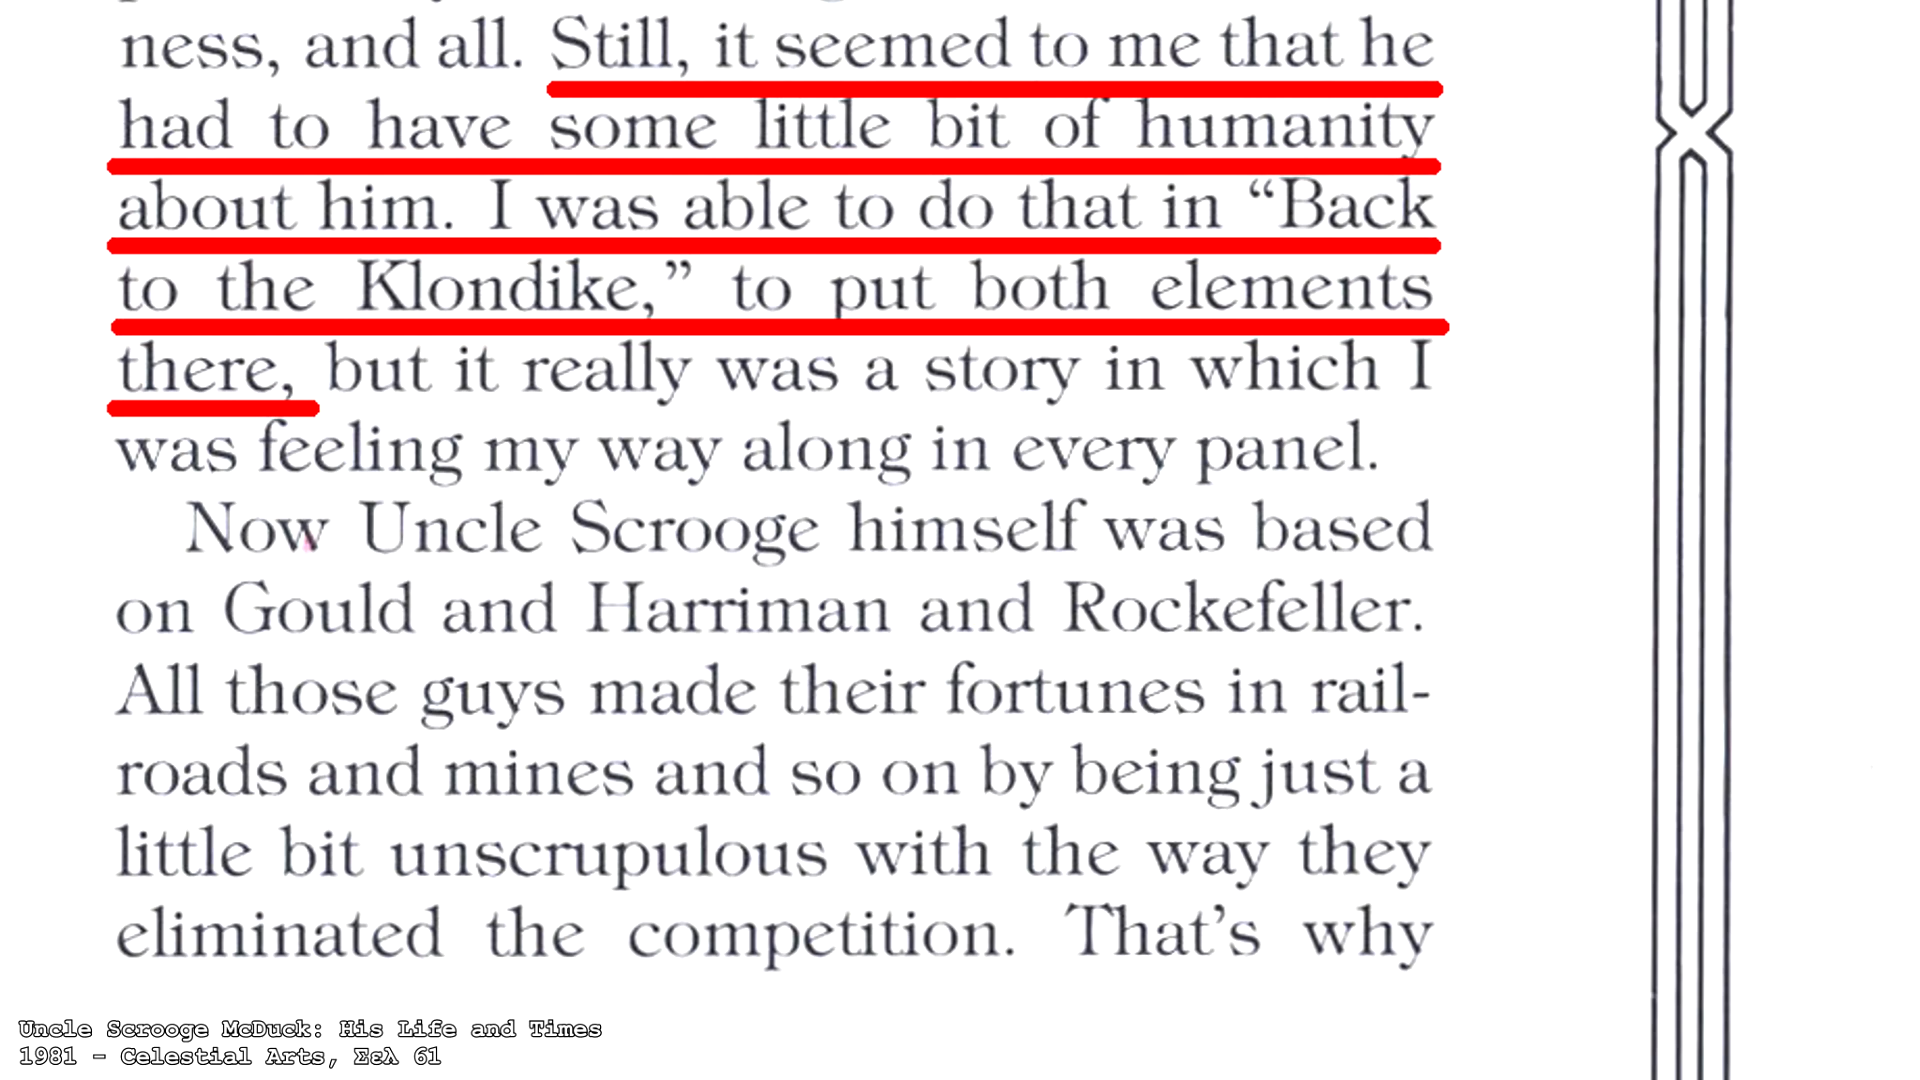 ness, and all. Still, it seemed to me that he
had to have some little bit of humanity
about him. I was able to do that in “Back
to the Klondike,” to put both elements
there, but it really was a story in which I
was feeling my way along in every panel.
Now Uncle Scrooge himself was based
on Gould and Harriman and Rockefeller.
All those guys made their fortunes in rail-
roads and mines and so on by being just a
little bit unscrupulous with the way they
eliminated the competition. That’s why
Uncle Scrooge McDuck: His Life and Times
1981 - Celestial Arts, Σελ 61